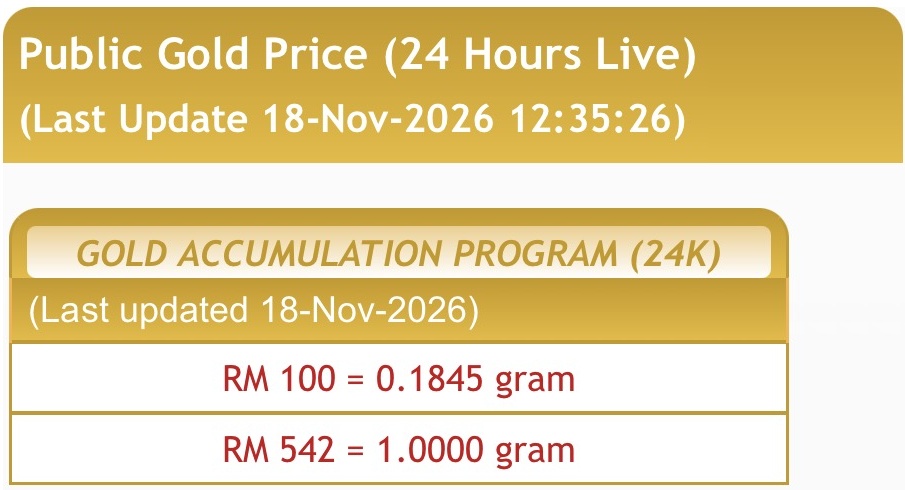 Public Gold Price (24 Hours Live)
(Last Update 18-Nov-2026 12:35:26)
GOLD ACCUMULATION PROGRAM (24K)
(Last updated 18-Nov-2026)
RM 100 = 0.1845 gram
RM 542 = 1.0000 gram